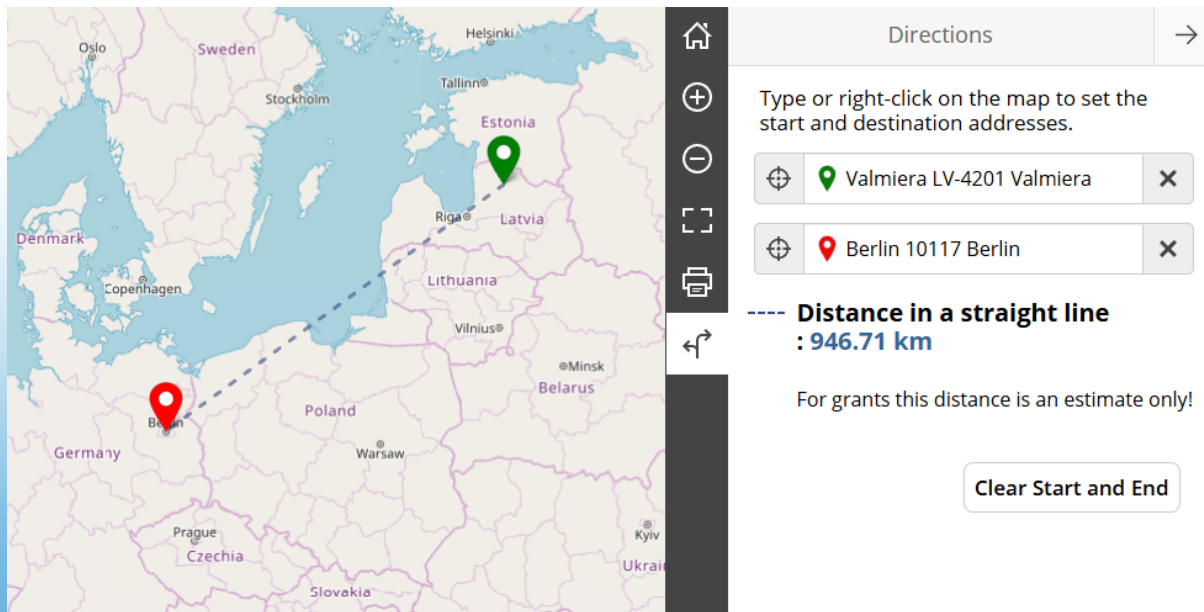 Oslo
Sweden
Helsinki
Tallinn
Stockholm
Estonia
Riga
Latvia
Denmark
Copenhagen
Lithuania
Vilnius
Minsk
Belarus
Poland
Germany
Warsaw
Prague
Czechia
Kyiv
Slovakia
Directions
Type or right-click on the map to set the
start and destination addresses.
Valmiera LV-4201 Valmiera
Berlin 10117 Berlin
---- Distance in a straight line
: 946.71 km
For grants this distance is an estimate only!
Clear Start and End